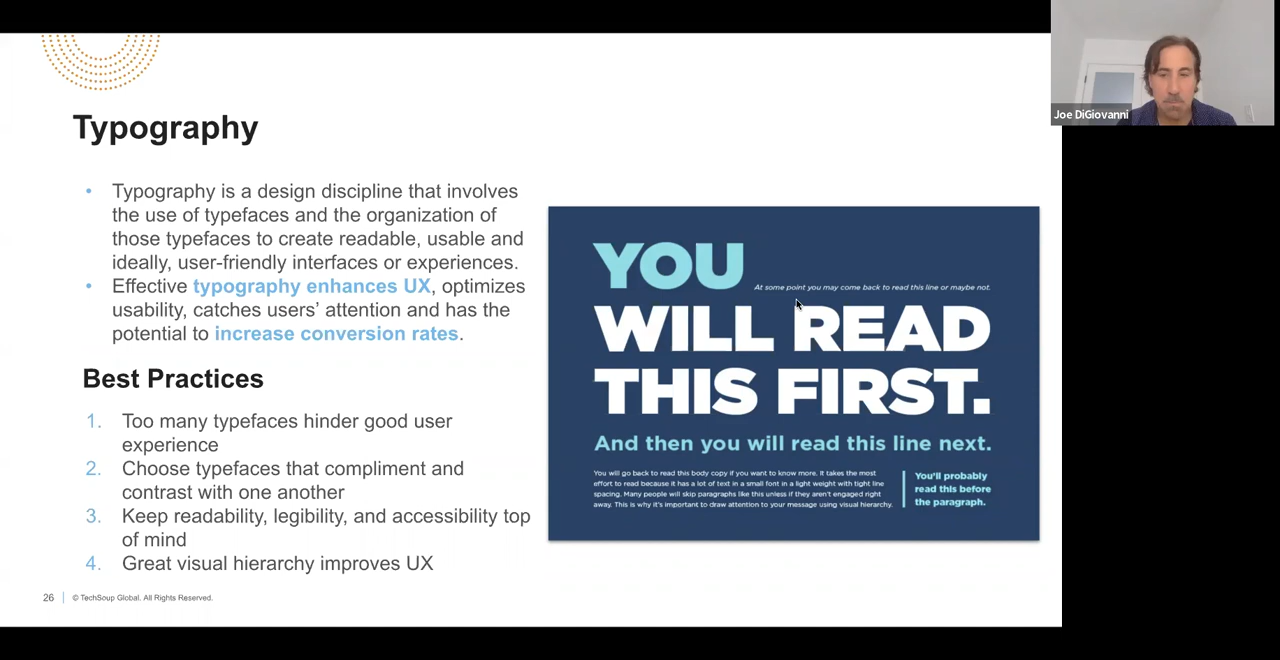 Joe DiGiovanni
Typography
• Typography is a design discipline that involves
the use of typefaces and the organization of
those typefaces to create readable, usable and
ideally, user-friendly interfaces or experiences.
• Effective typography enhances UX, optimizes
usability, catches users’ attention and has the
potential to increase conversion rates.
Best Practices
1. Too many typefaces hinder good user
experience
2. Choose typefaces that compliment and
contrast with one another
3. Keep readability, legibility, and accessibility top
of mind
4. Great visual hierarchy improves UX
YOU
At some point you may come back to read this line or maybe not.
WILL READ
THIS FIRST.
And then you will read this line next.
You will go back to read this body copy if you want to know more. It takes the most
effort to read because it has a lot of text in a small font in a light weight with tight line
spacing. Many people will skip paragraphs like this unless if they aren't engaged right
away. This is why it's important to draw attention to your message using visual hierarchy.
You'll probably
read this before
the paragraph.
26 | © TechSoup Global. All Rights Reserved.